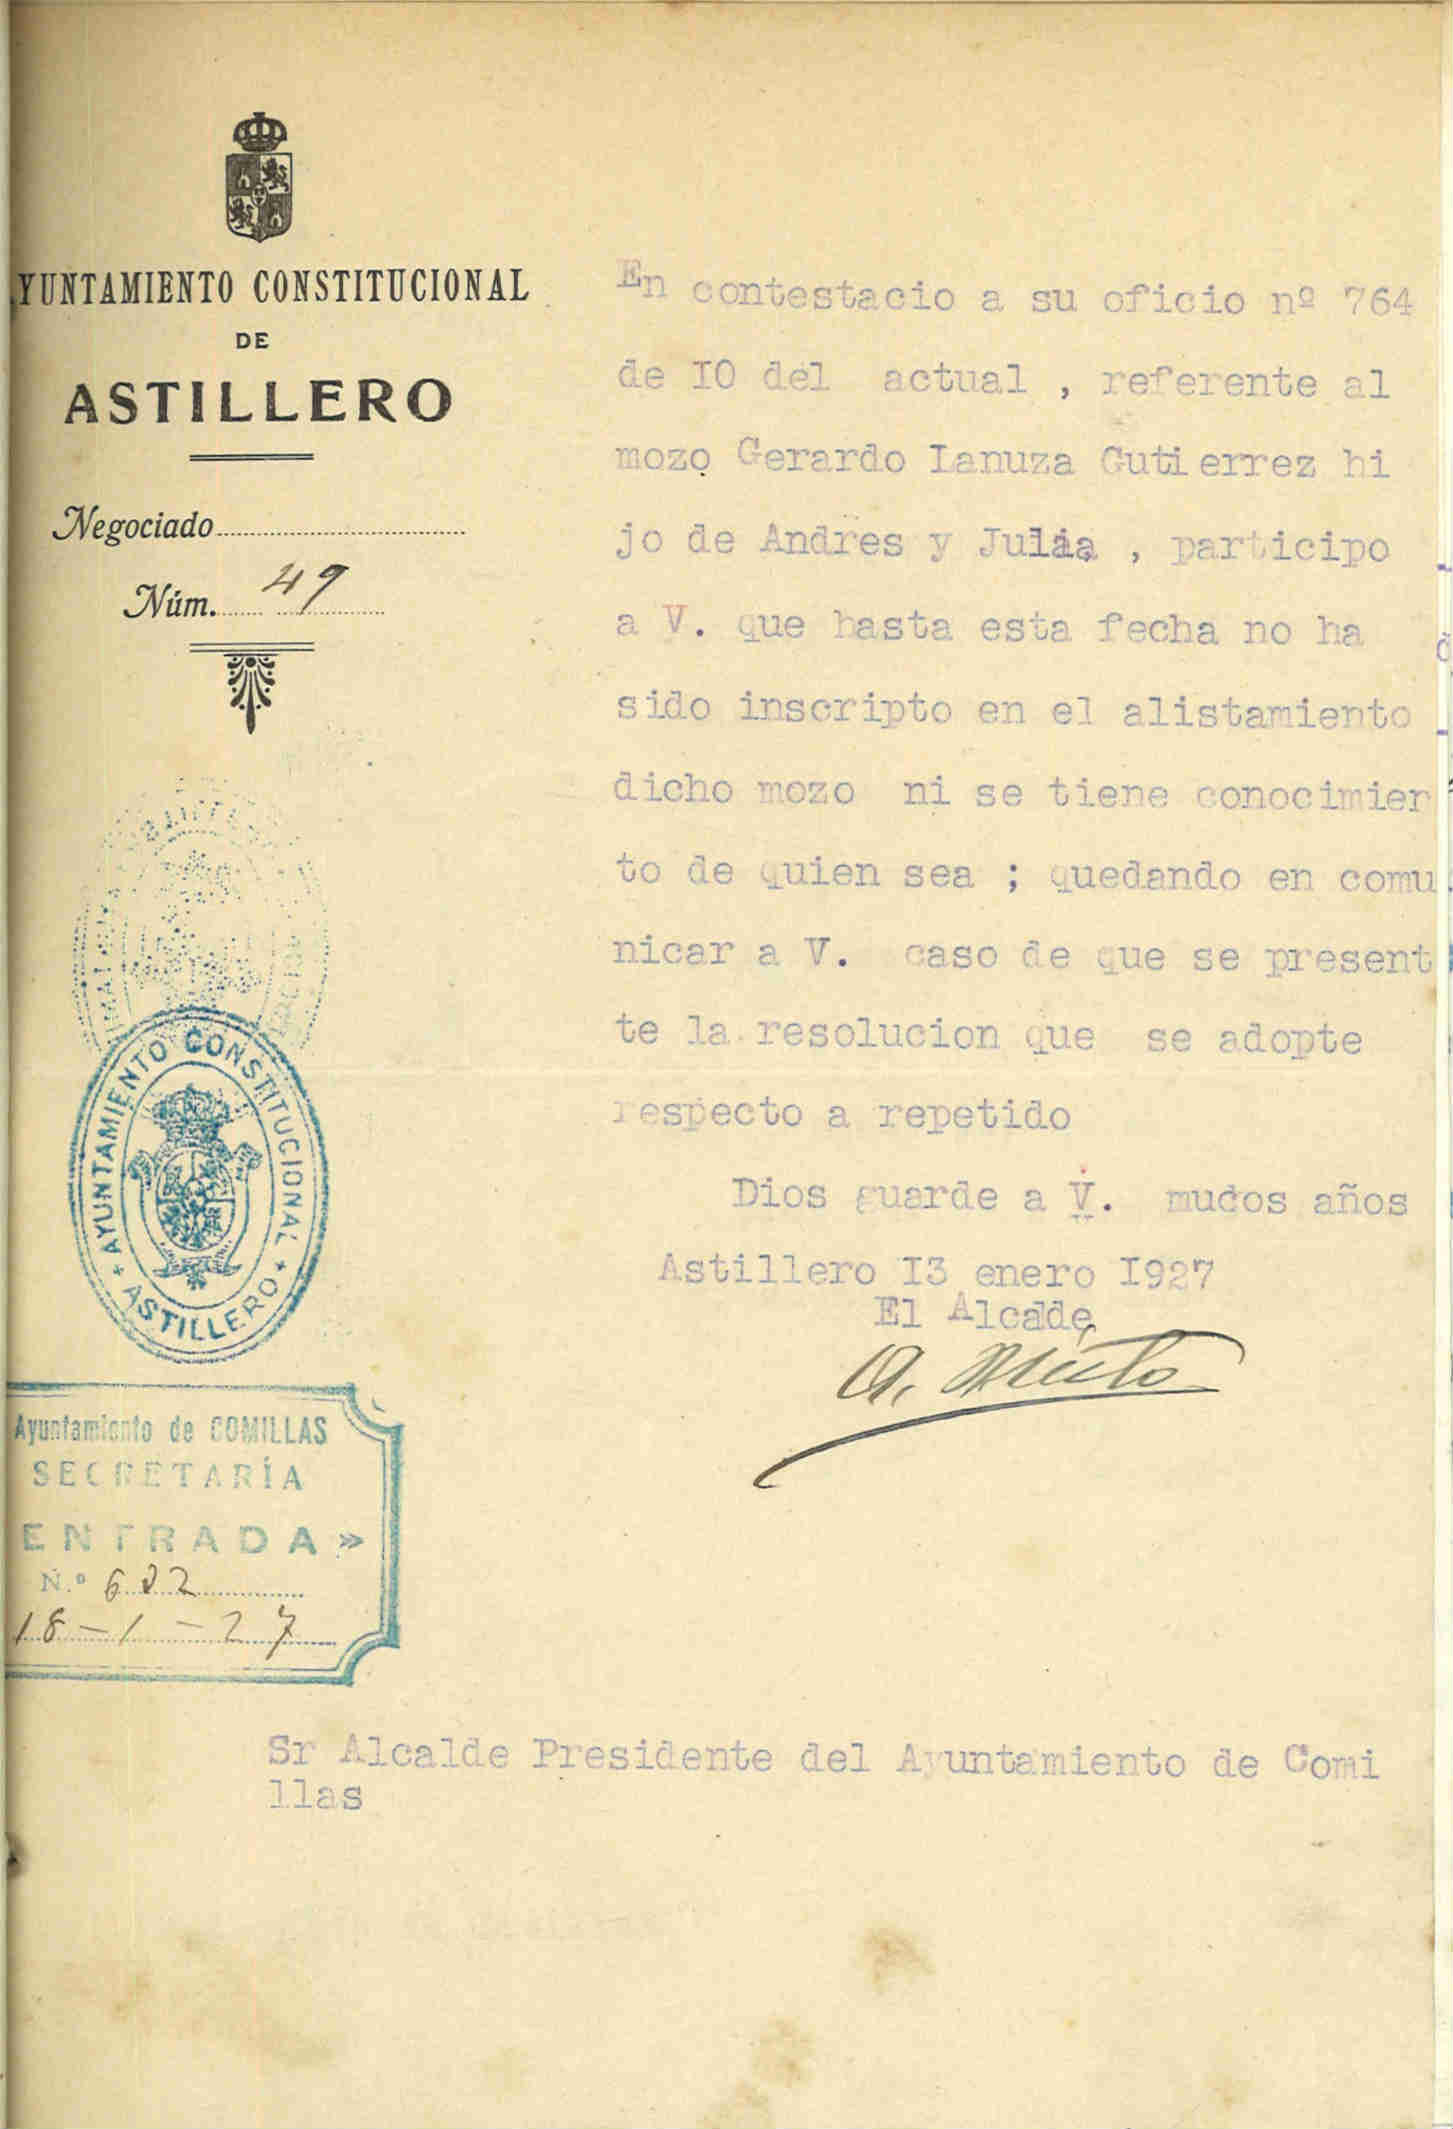 YUNTAMIENTO CONSTITUCIONAL
DE
ASTILLERO
Negociado
Núm. 49
En contestacio a su oficio nº 764
de I0 del actual , referente al
mozo Gerardo Lanuza Gutierrez hi
jo de Andres y Julia , participo
a V. que hasta esta fecha no ha
sido inscripto en el alistamiento
dicho mozo ni se tiene conocimien
to de quien sea ; quedando en comu
nicar a V. caso de que se present
te la resolucion que se adopte
respecto a repetido
Dios guarde a V. mucos años
Astillero I3 enero I927
El Alcalde
AYUNTAMIENTO CONSTITUCIONAL
ASTILLERO
Ayuntamiento de COMILLAS
SECRETARÍA
ENTRADA»
N.º 632
18-1-27
Sr Alcalde Presidente del Ayuntamiento de Comi
llas